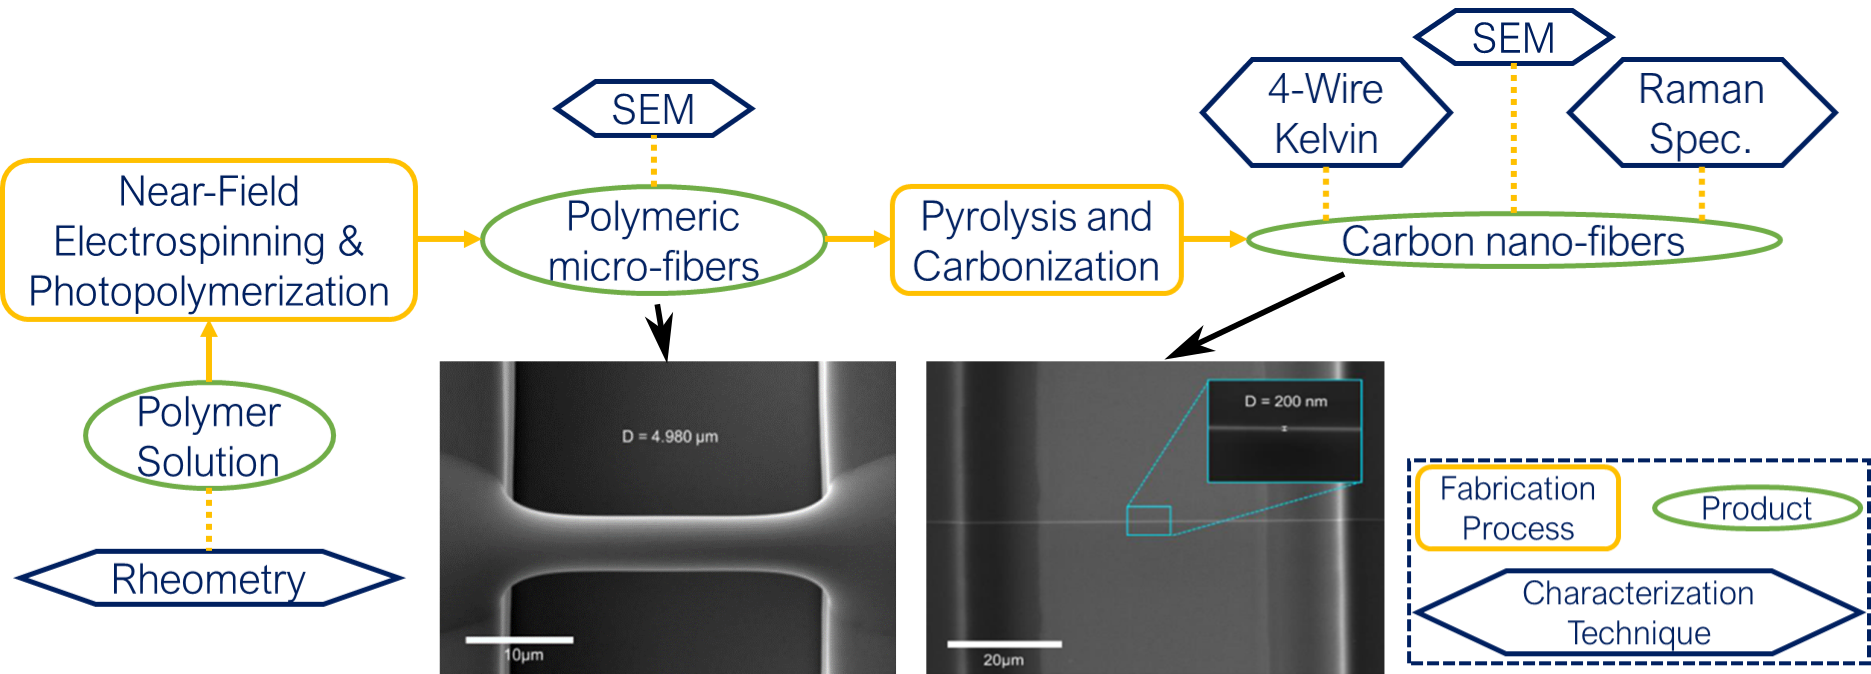 SEM
4-Wire
Kelvin
Raman
Spec.
SEM
Near-Field
Electrospinning &
Photopolymerization
Polymeric
micro-fibers
Pyrolysis and
Carbonization
Carbon nano-fibers
Polymer
Solution
Rheometry
D = 4.980 µm
10µm
D = 200 nm
20µm
Fabrication
Process
Product
Characterization
Technique